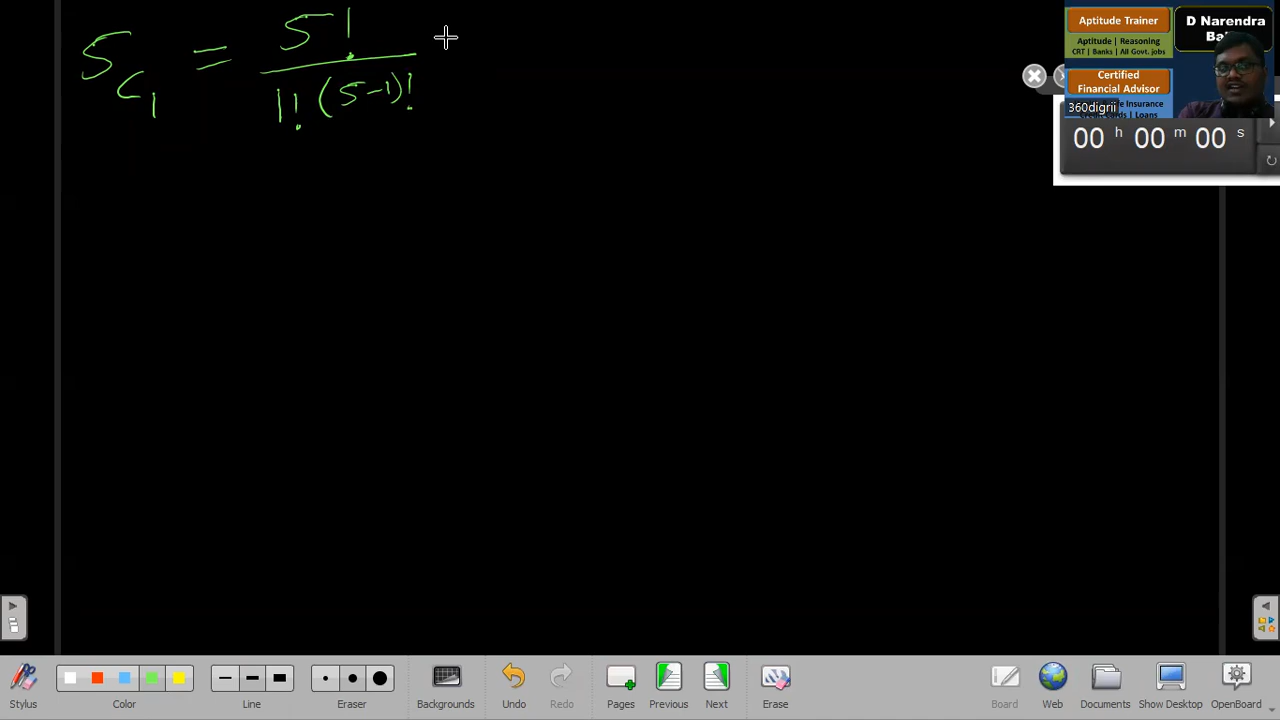 5C1 = 5! / 1!(5-1)!
Aptitude Trainer
Aptitude | Reasoning
CRT | Banks | All Govt. jobs
D Narendra
Certified
Financial Advisor
Insurance
Loans
360digrii
00 h 00 m 00 s
Stylus
Color
Line
Eraser
Backgrounds
Undo
Redo
Pages
Previous
Next
Erase
Board
Web
Documents
Show Desktop
OpenBoard